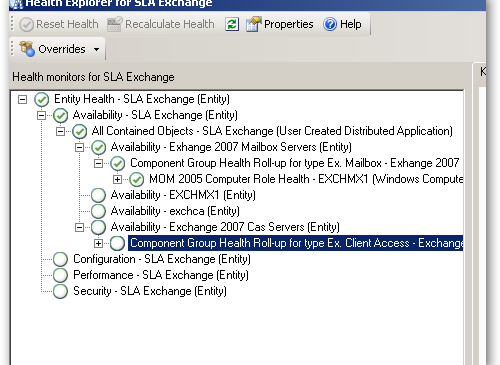 Health Explorer for SLA Exchange
Reset Health Recalculate Health Properties Help
Overrides
Health monitors for SLA Exchange
K
Entity Health - SLA Exchange (Entity)
Availability - SLA Exchange (Entity)
All Contained Objects - SLA Exchange (User Created Distributed Application)
Availability - Exhange 2007 Mailbox Servers (Entity)
Component Group Health Roll-up for type Ex. Mailbox - Exhange 2007
MOM 2005 Computer Role Health - EXCHMX1 (Windows Compute
Availability - EXCHMX1 (Entity)
Availability - exchca (Entity)
Availability - Exchange 2007 Cas Servers (Entity)
Component Group Health Roll-up for type Ex. Client Access - Exchange
Configuration - SLA Exchange (Entity)
Performance - SLA Exchange (Entity)
Security - SLA Exchange (Entity)